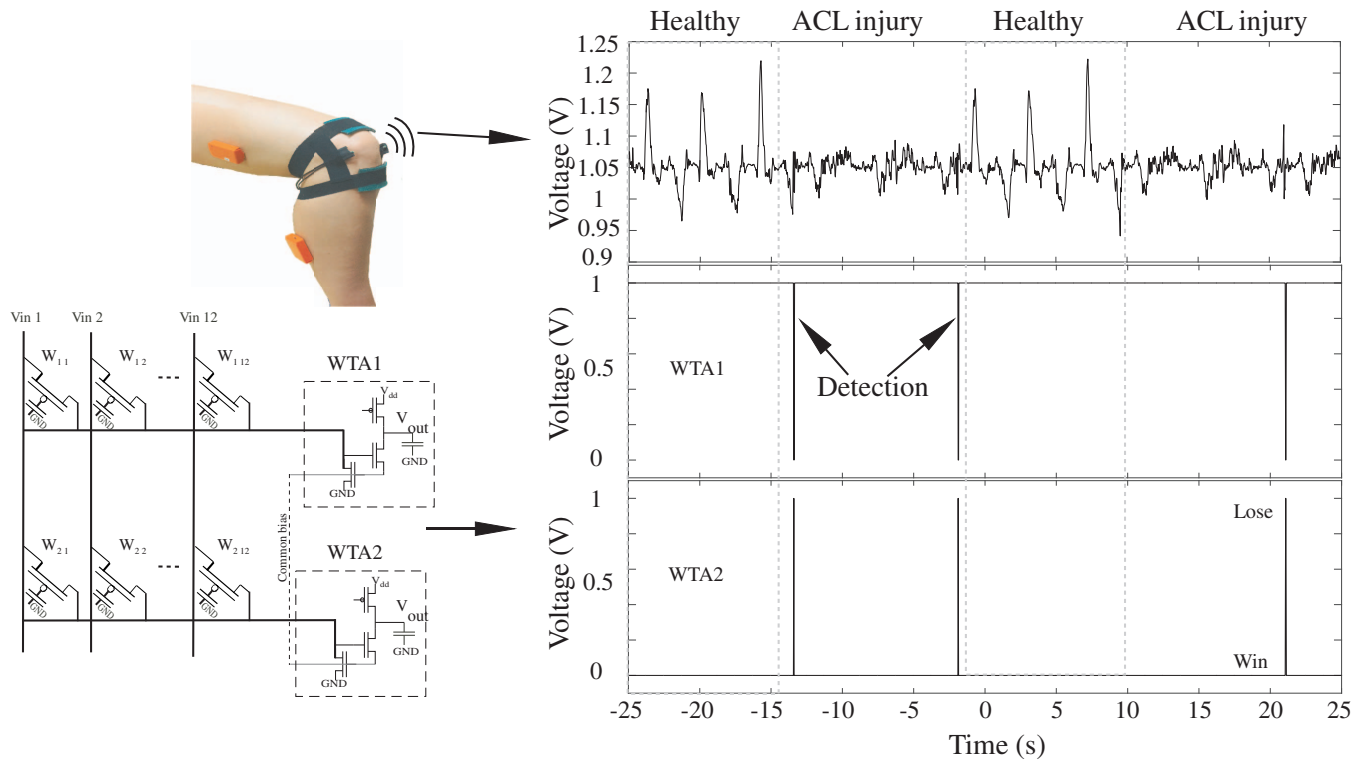 Healthy ACL injury Healthy ACL injury
Voltage (V)
1.25
1.2
1.15
1.1
1.05
1
0.95
0.9
Voltage (V)
1
0.5
0
WTA1
Detection
Voltage (V)
1
0.5
0
WTA2
Lose
Win
-25 -20 -15 -10 -5 0 5 10 15 20 25
Time (s)
Vin 1 Vin 2 Vin 12
W1 1 W1 2 W1 12
GND GND GND
WTA1
Vdd
Vout
GND
GND
Common bias
W2 1 W2 2 W2 12
GND GND GND
WTA2
Vdd
Vout
GND
GND